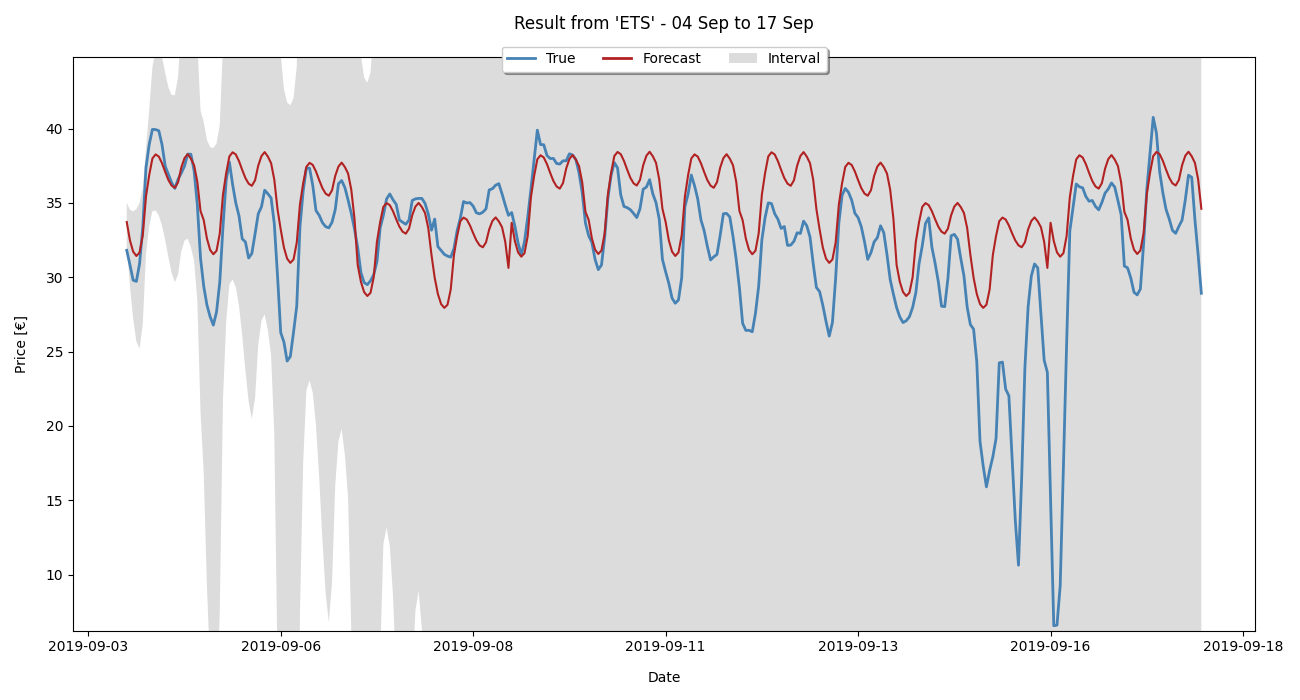 Result from 'ETS' - 04 Sep to 17 Sep
True Forecast Interval
Price [€]
40
35
30
25
20
15
10
2019-09-03 2019-09-06 2019-09-08 2019-09-11 2019-09-13 2019-09-16 2019-09-18
Date